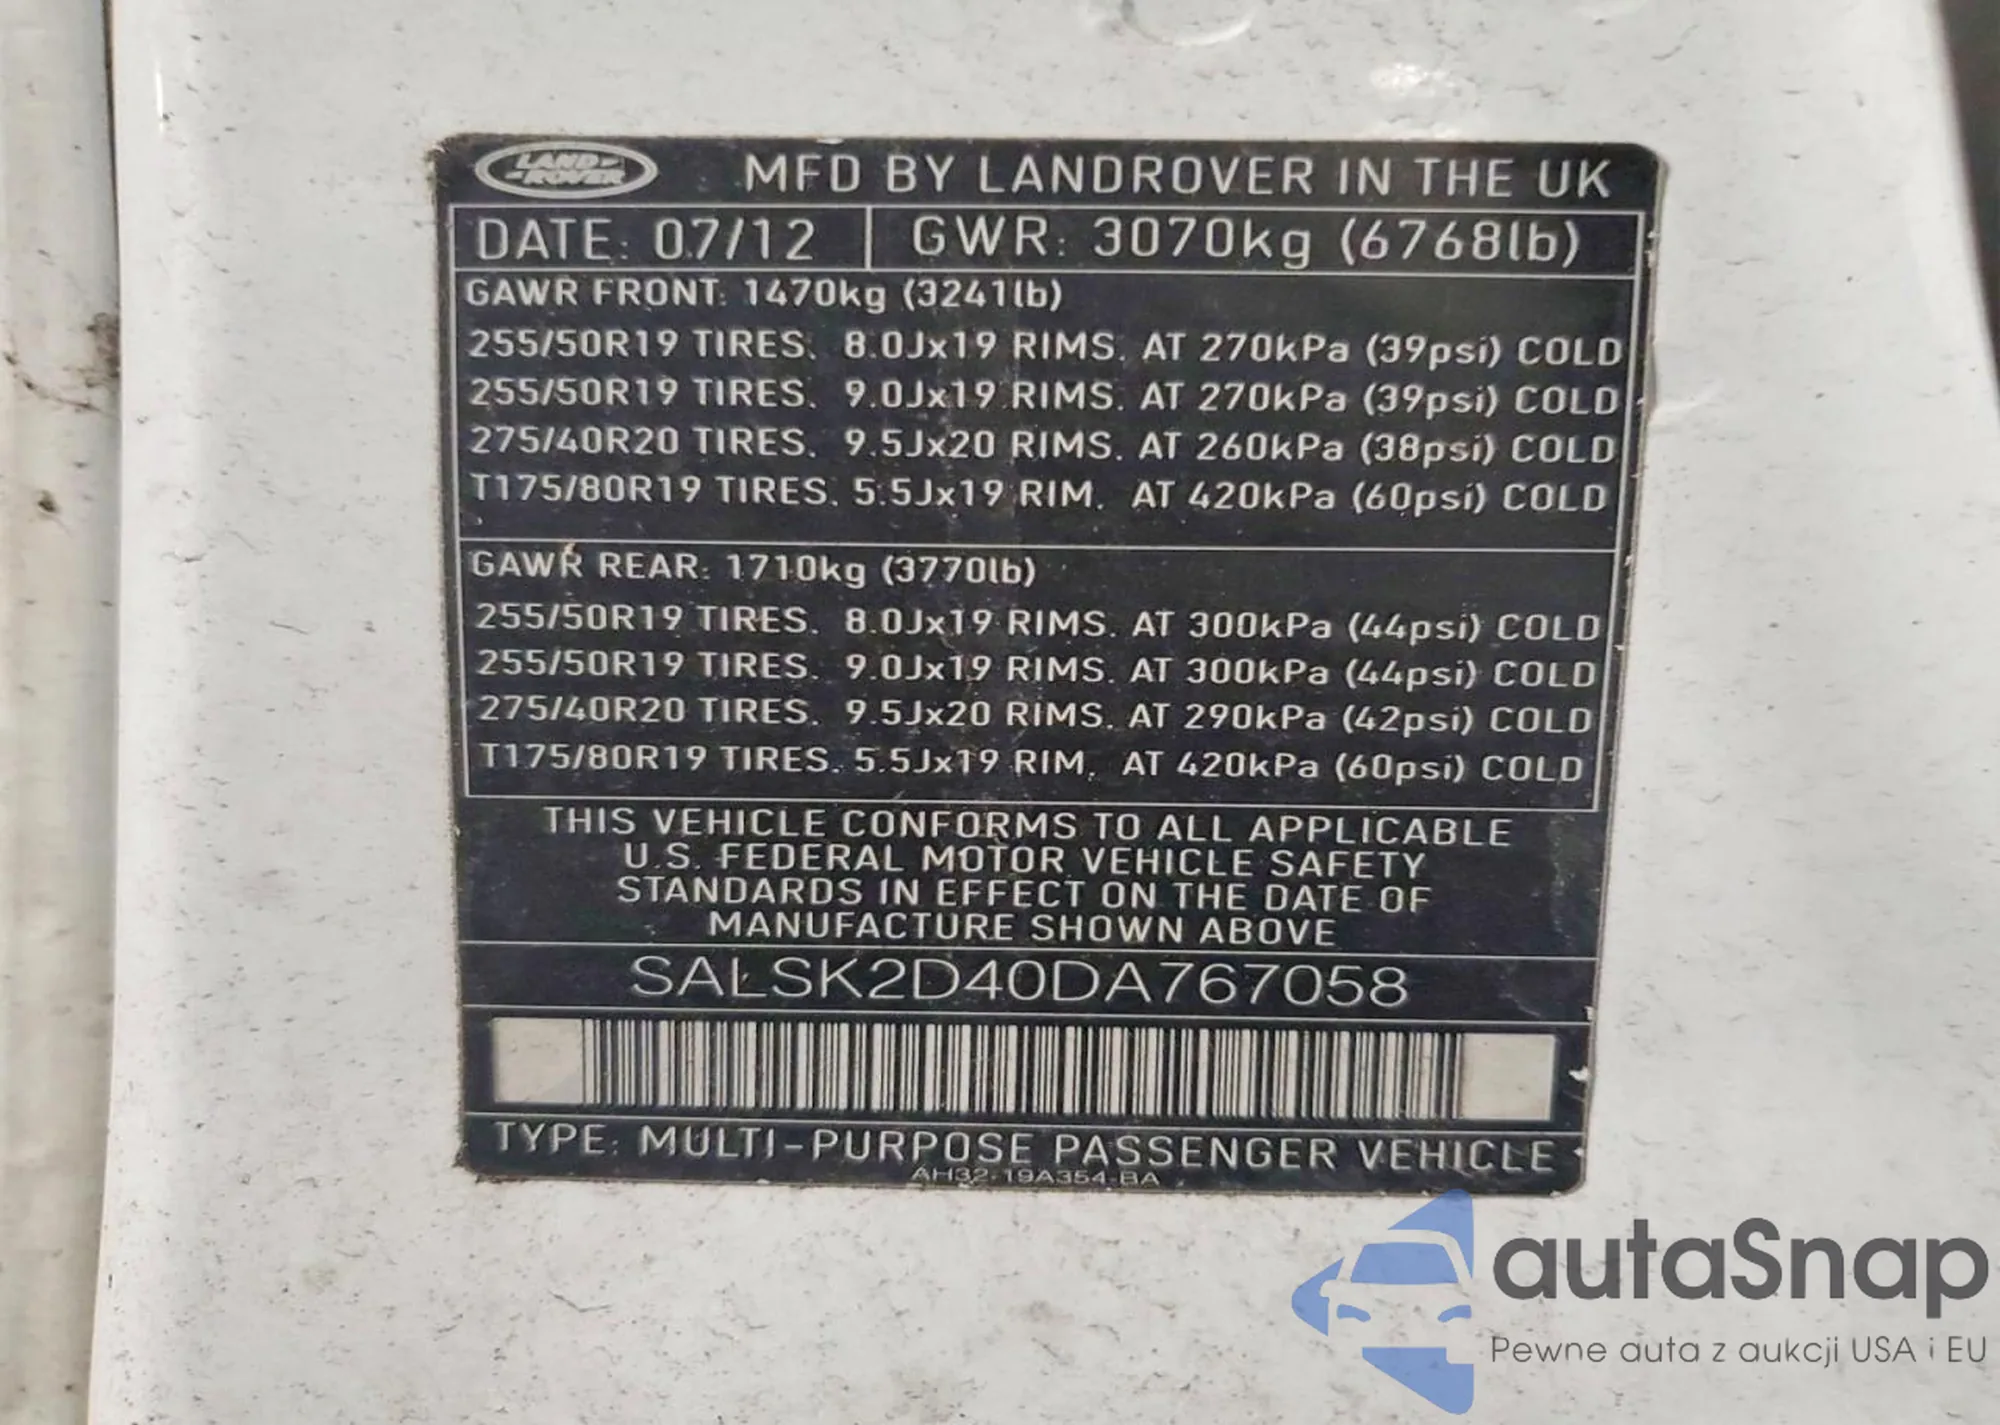 LAND-
-ROVER
MFD BY LANDROVER IN THE UK
DATE: 07/12 GWR: 3070kg (6768lb)
GAWR FRONT: 1470kg (3241lb)
255/50R19 TIRES. 8.0Jx19 RIMS. AT 270kPa (39psi) COLD
255/50R19 TIRES. 9.0Jx19 RIMS. AT 270kPa (39psi) COLD
275/40R20 TIRES. 9.5Jx20 RIMS. AT 260kPa (38psi) COLD
T175/80R19 TIRES. 5.5Jx19 RIM. AT 420kPa (60psi) COLD
GAWR REAR: 1710kg (3770lb)
255/50R19 TIRES. 8.0Jx19 RIMS. AT 300kPa (44psi) COLD
255/50R19 TIRES. 9.0Jx19 RIMS. AT 300kPa (44psi) COLD
275/40R20 TIRES. 9.5Jx20 RIMS. AT 290kPa (42psi) COLD
T175/80R19 TIRES. 5.5Jx19 RIM. AT 420kPa (60psi) COLD
THIS VEHICLE CONFORMS TO ALL APPLICABLE
U.S. FEDERAL MOTOR VEHICLE SAFETY
STANDARDS IN EFFECT ON THE DATE OF
MANUFACTURE SHOWN ABOVE
SALSK2D40DA767058
TYPE: MULTI-PURPOSE PASSENGER VEHICLE
AH32-19A354-BA
autaSnap
Pewne auta z aukcji USA i EU